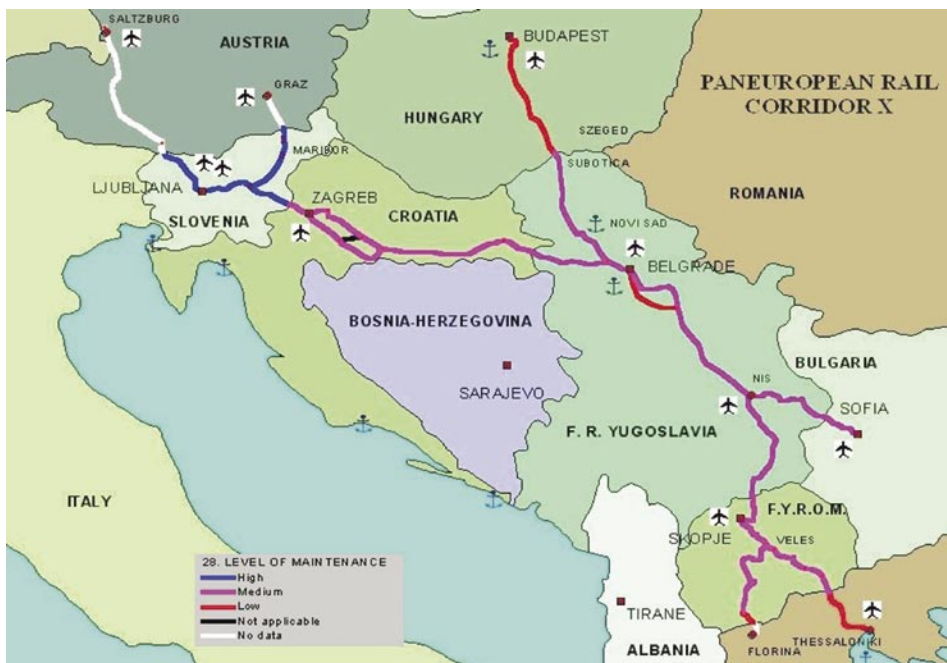 SALTZBURG
AUSTRIA
BUDAPEST
GRAZ
PANEUROPEAN RAIL
CORRIDOR X
HUNGARY
SZEGED
MARIBOR
SUBOTICA
LJUBLJANA
ROMANIA
ZAGREB
SLOVENIA
CROATIA
NOVI SAD
BELGRADE
BOSNIA-HERZEGOVINA
BULGARIA
SARAJEVO
NIS
SOFIA
F. R. YUGOSLAVIA
ITALY
F.Y.R.O.M.
SKOPJE
VELES
28. LEVEL OF MAINTENANCE
High
Medium
Low
Not applicable
No data
TIRANE
ALBANIA
FLORINA
THESSALONIKI